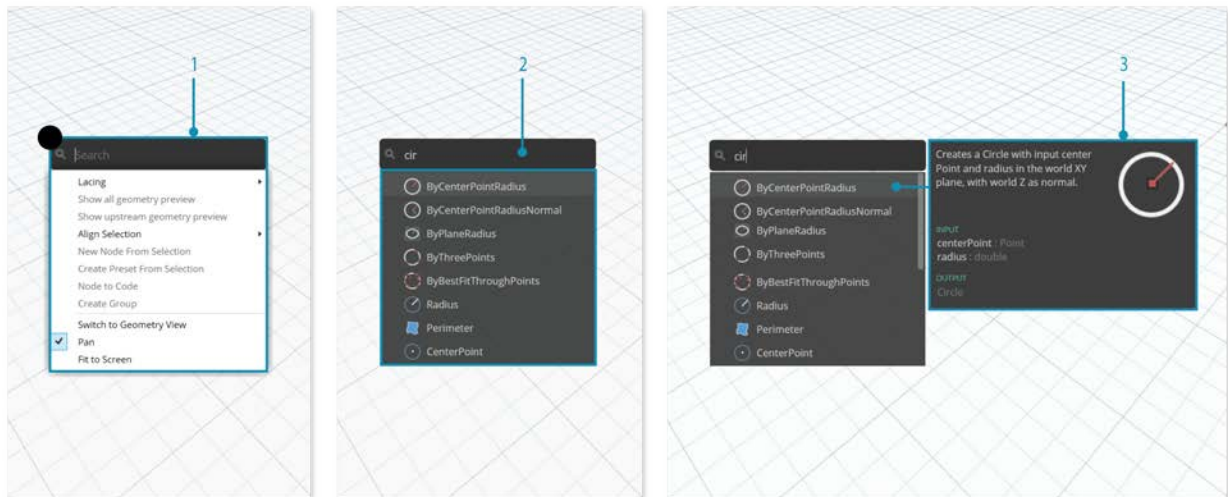 1
Search
Lacing
Show all geometry preview
Show upstream geometry preview
Align Selection
New Node From Selection
Create Preset From Selection
Node to Code
Create Group
Switch to Geometry View
Pan
Fit to Screen
2
cir
ByCenterPointRadius
ByCenterPointRadiusNormal
ByPlaneRadius
ByThreePoints
ByBestFitThroughPoints
Radius
Perimeter
CenterPoint
3
cir
ByCenterPointRadius
ByCenterPointRadiusNormal
ByPlaneRadius
ByThreePoints
ByBestFitThroughPoints
Radius
Perimeter
CenterPoint
Creates a Circle with input center
Point and radius in the world XY
plane, with world Z as normal.
INPUT
centerPoint : Point
radius : double
OUTPUT
Circle